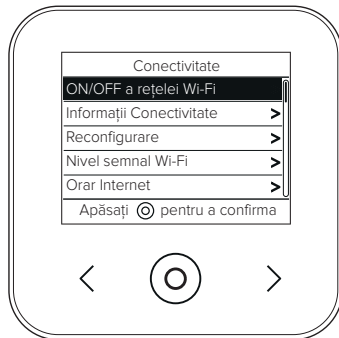 Conectivitate
ON/OFF a rețelei Wi-Fi
Informații Conectivitate >
Reconfigurare >
Nivel semnal Wi-Fi >
Orar Internet >
Apăsați ◎ pentru a confirma